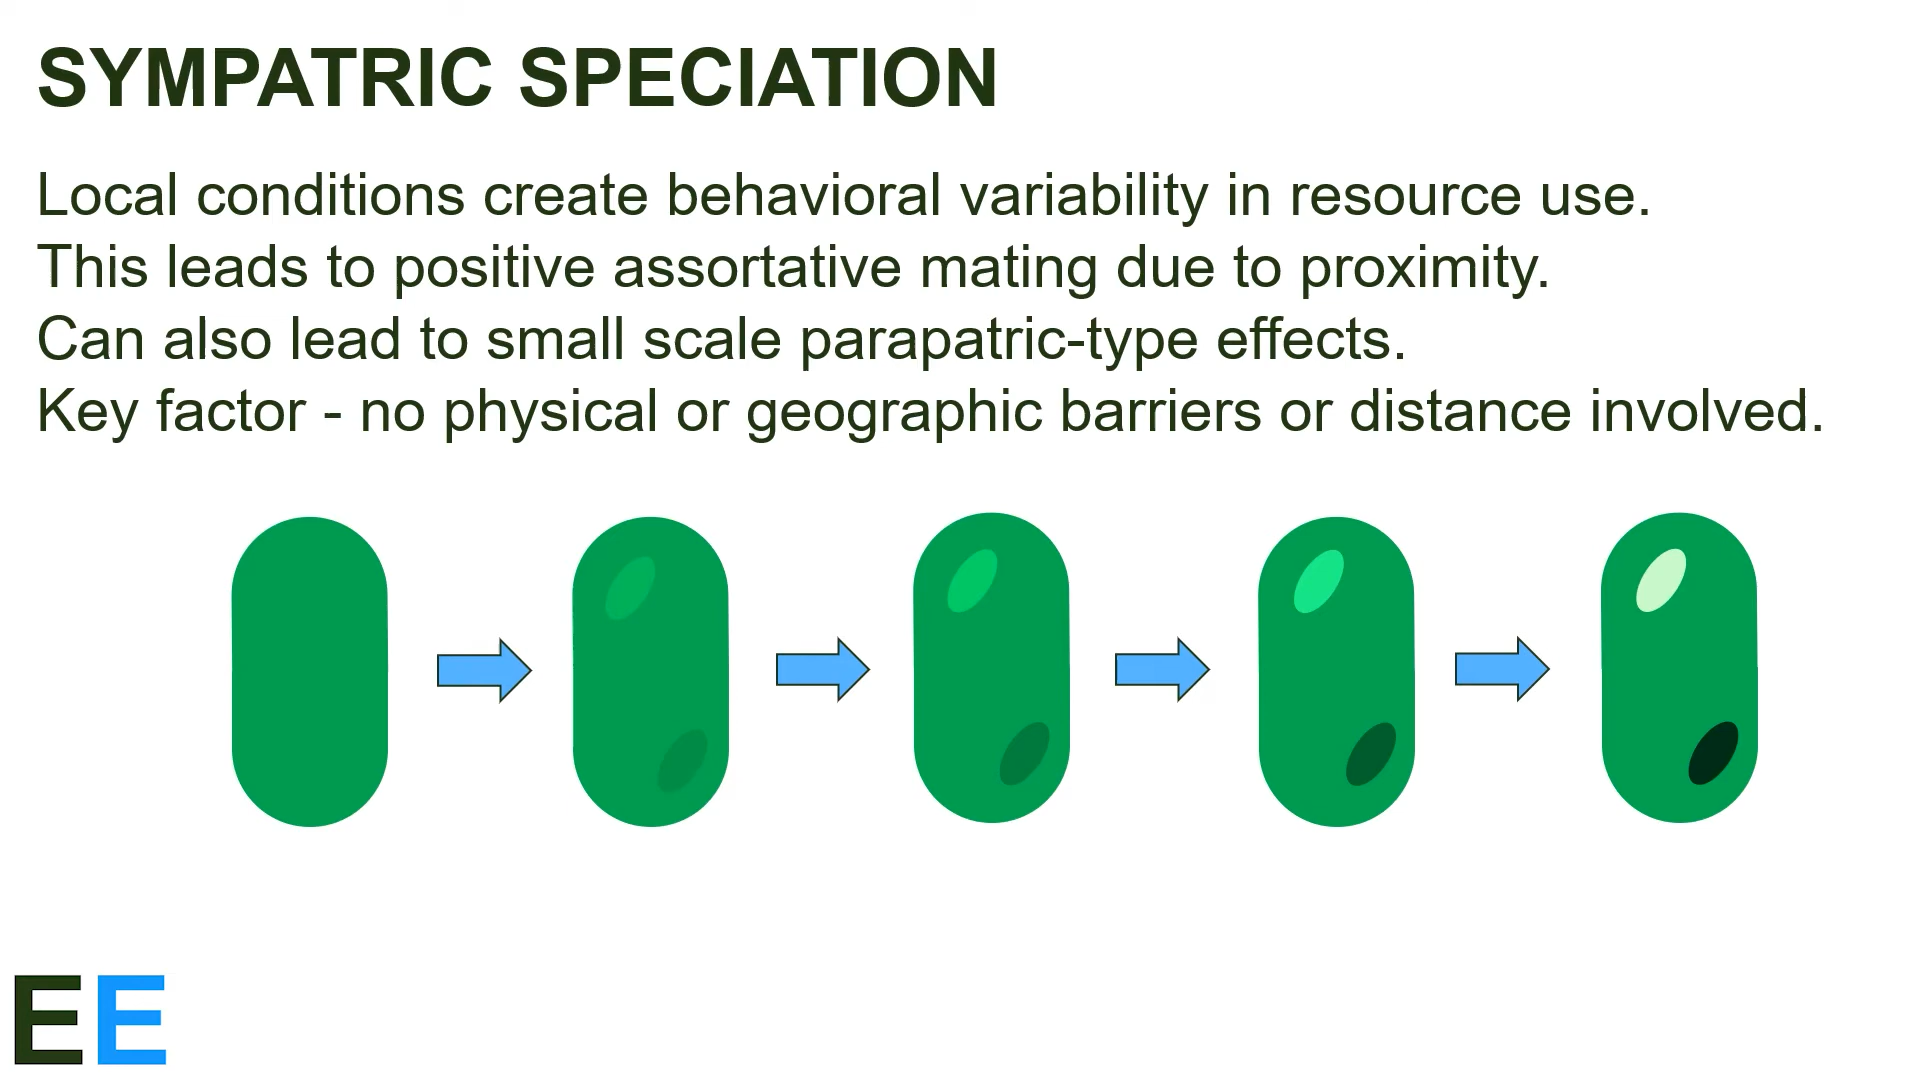 SYMPATRIC SPECIATION
Local conditions create behavioral variability in resource use.
This leads to positive assortative mating due to proximity.
Can also lead to small scale parapatric-type effects.
Key factor - no physical or geographic barriers or distance involved.
EE